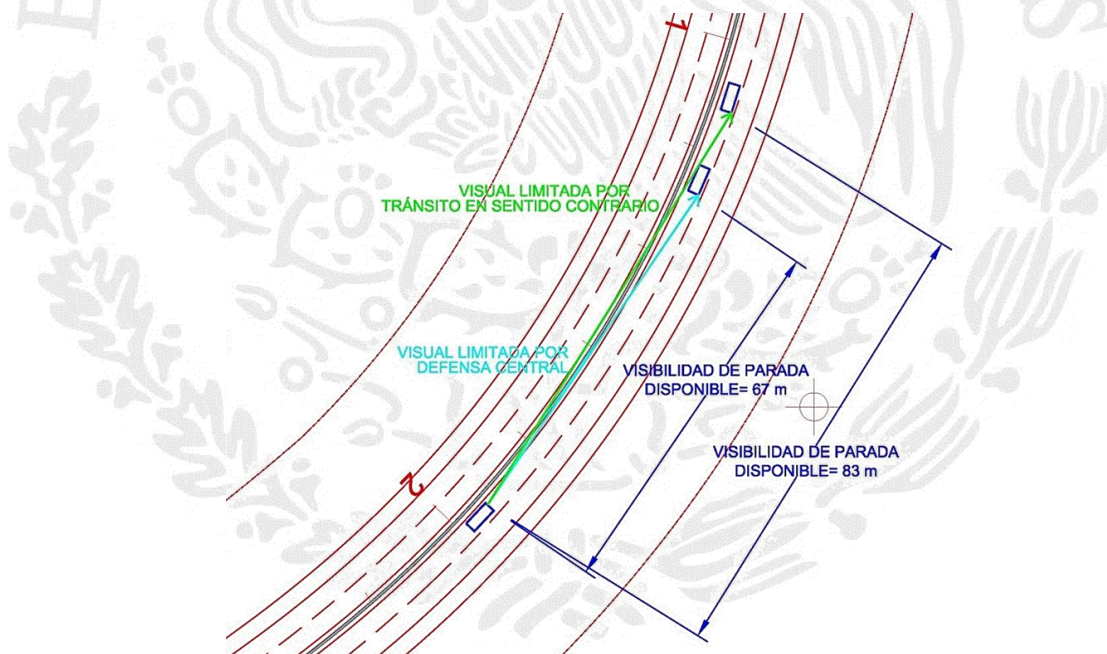 1
VISUAL LIMITADA POR
TRÁNSITO EN SENTIDO CONTRARIO
VISUAL LIMITADA POR
DEFENSA CENTRAL
VISIBILIDAD DE PARADA
DISPONIBLE= 67 m
VISIBILIDAD DE PARADA
DISPONIBLE= 83 m
2